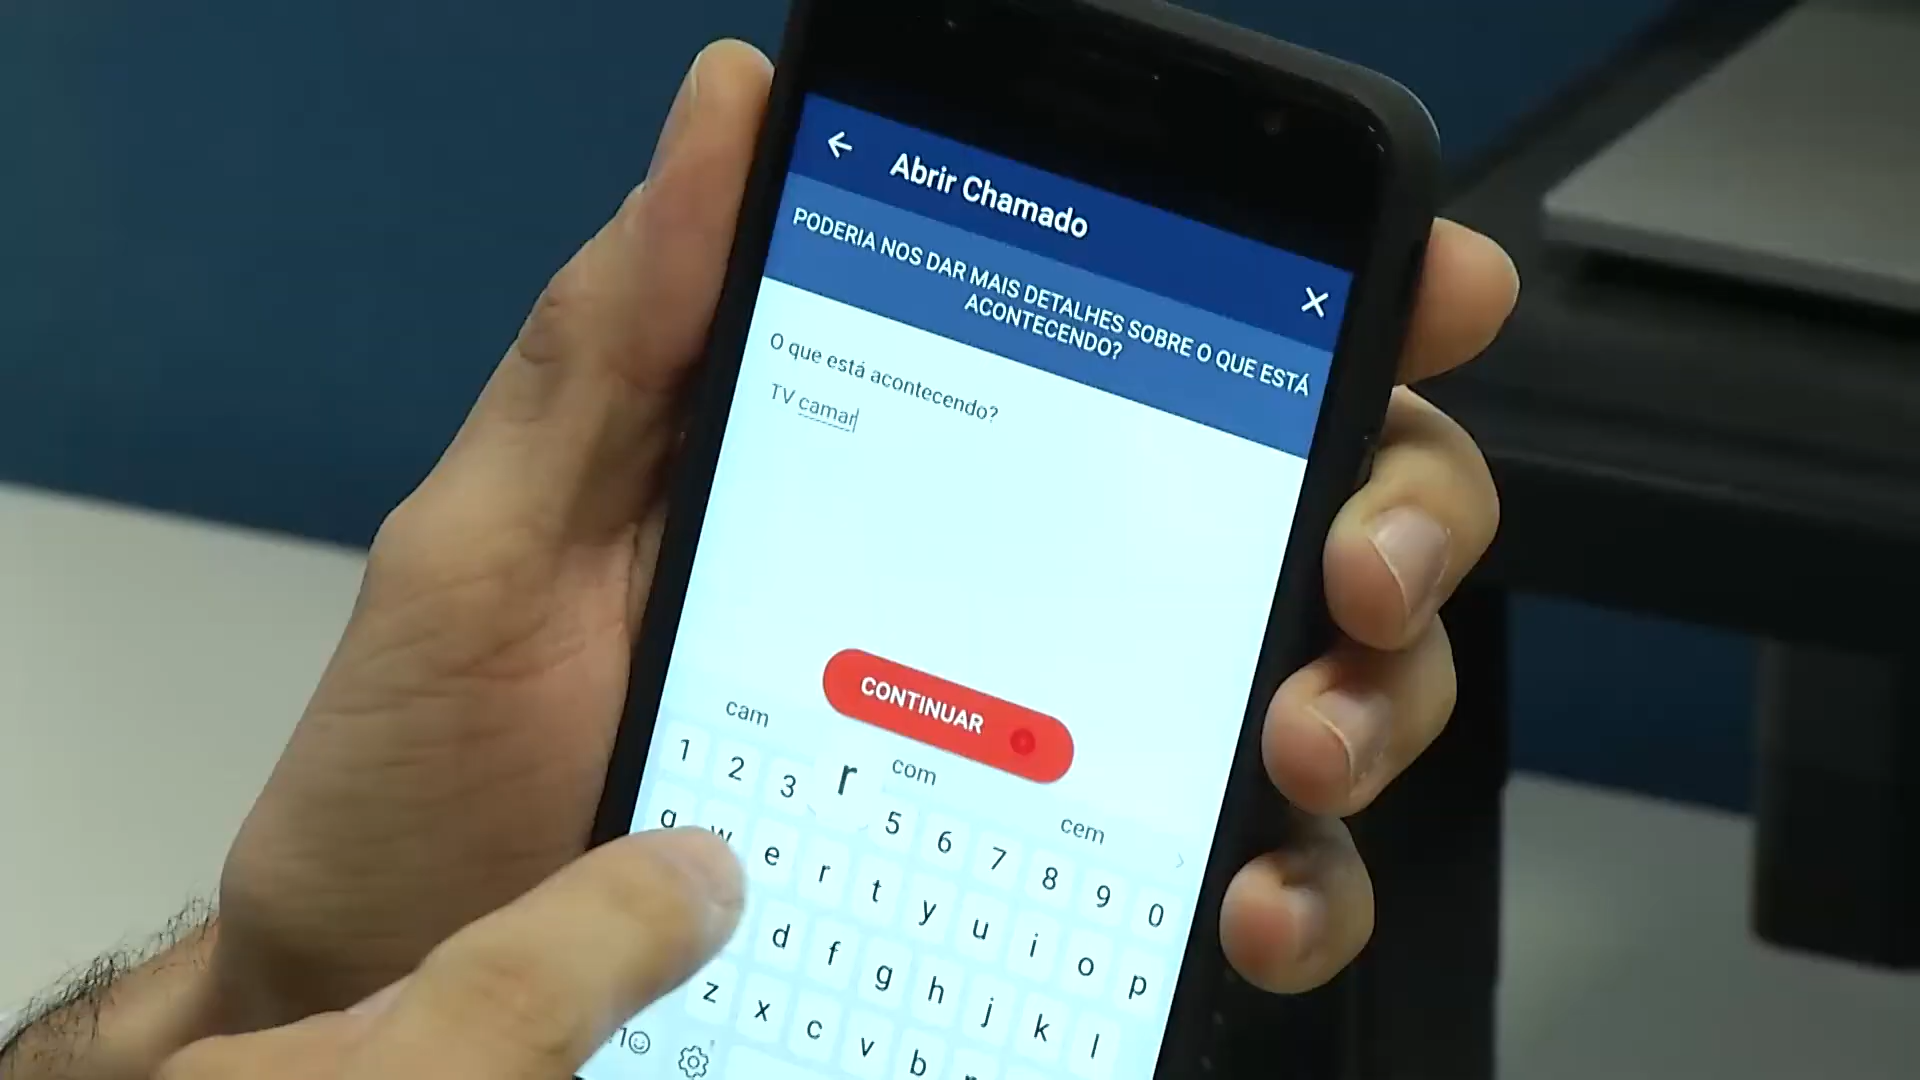 Abrir Chamado
PODERIA NOS DAR MAIS DETALHES SOBRE O QUE ESTÁ
ACONTECENDO?
O que está acontecendo?
TV camar
CONTINUAR
cam
com
cem
1 2 3 r 5 6 7 8 9 0
q w e r t y u i o p
d f g h j k l
z x c v b